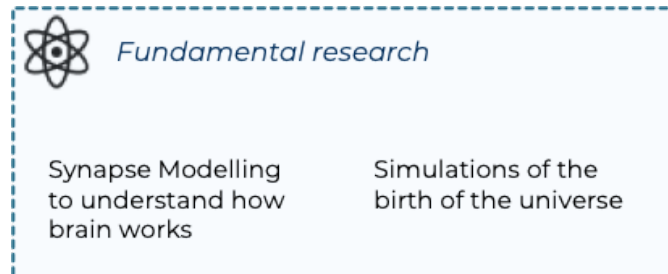 Fundamental research
Synapse Modelling
to understand how
brain works
Simulations of the
birth of the universe